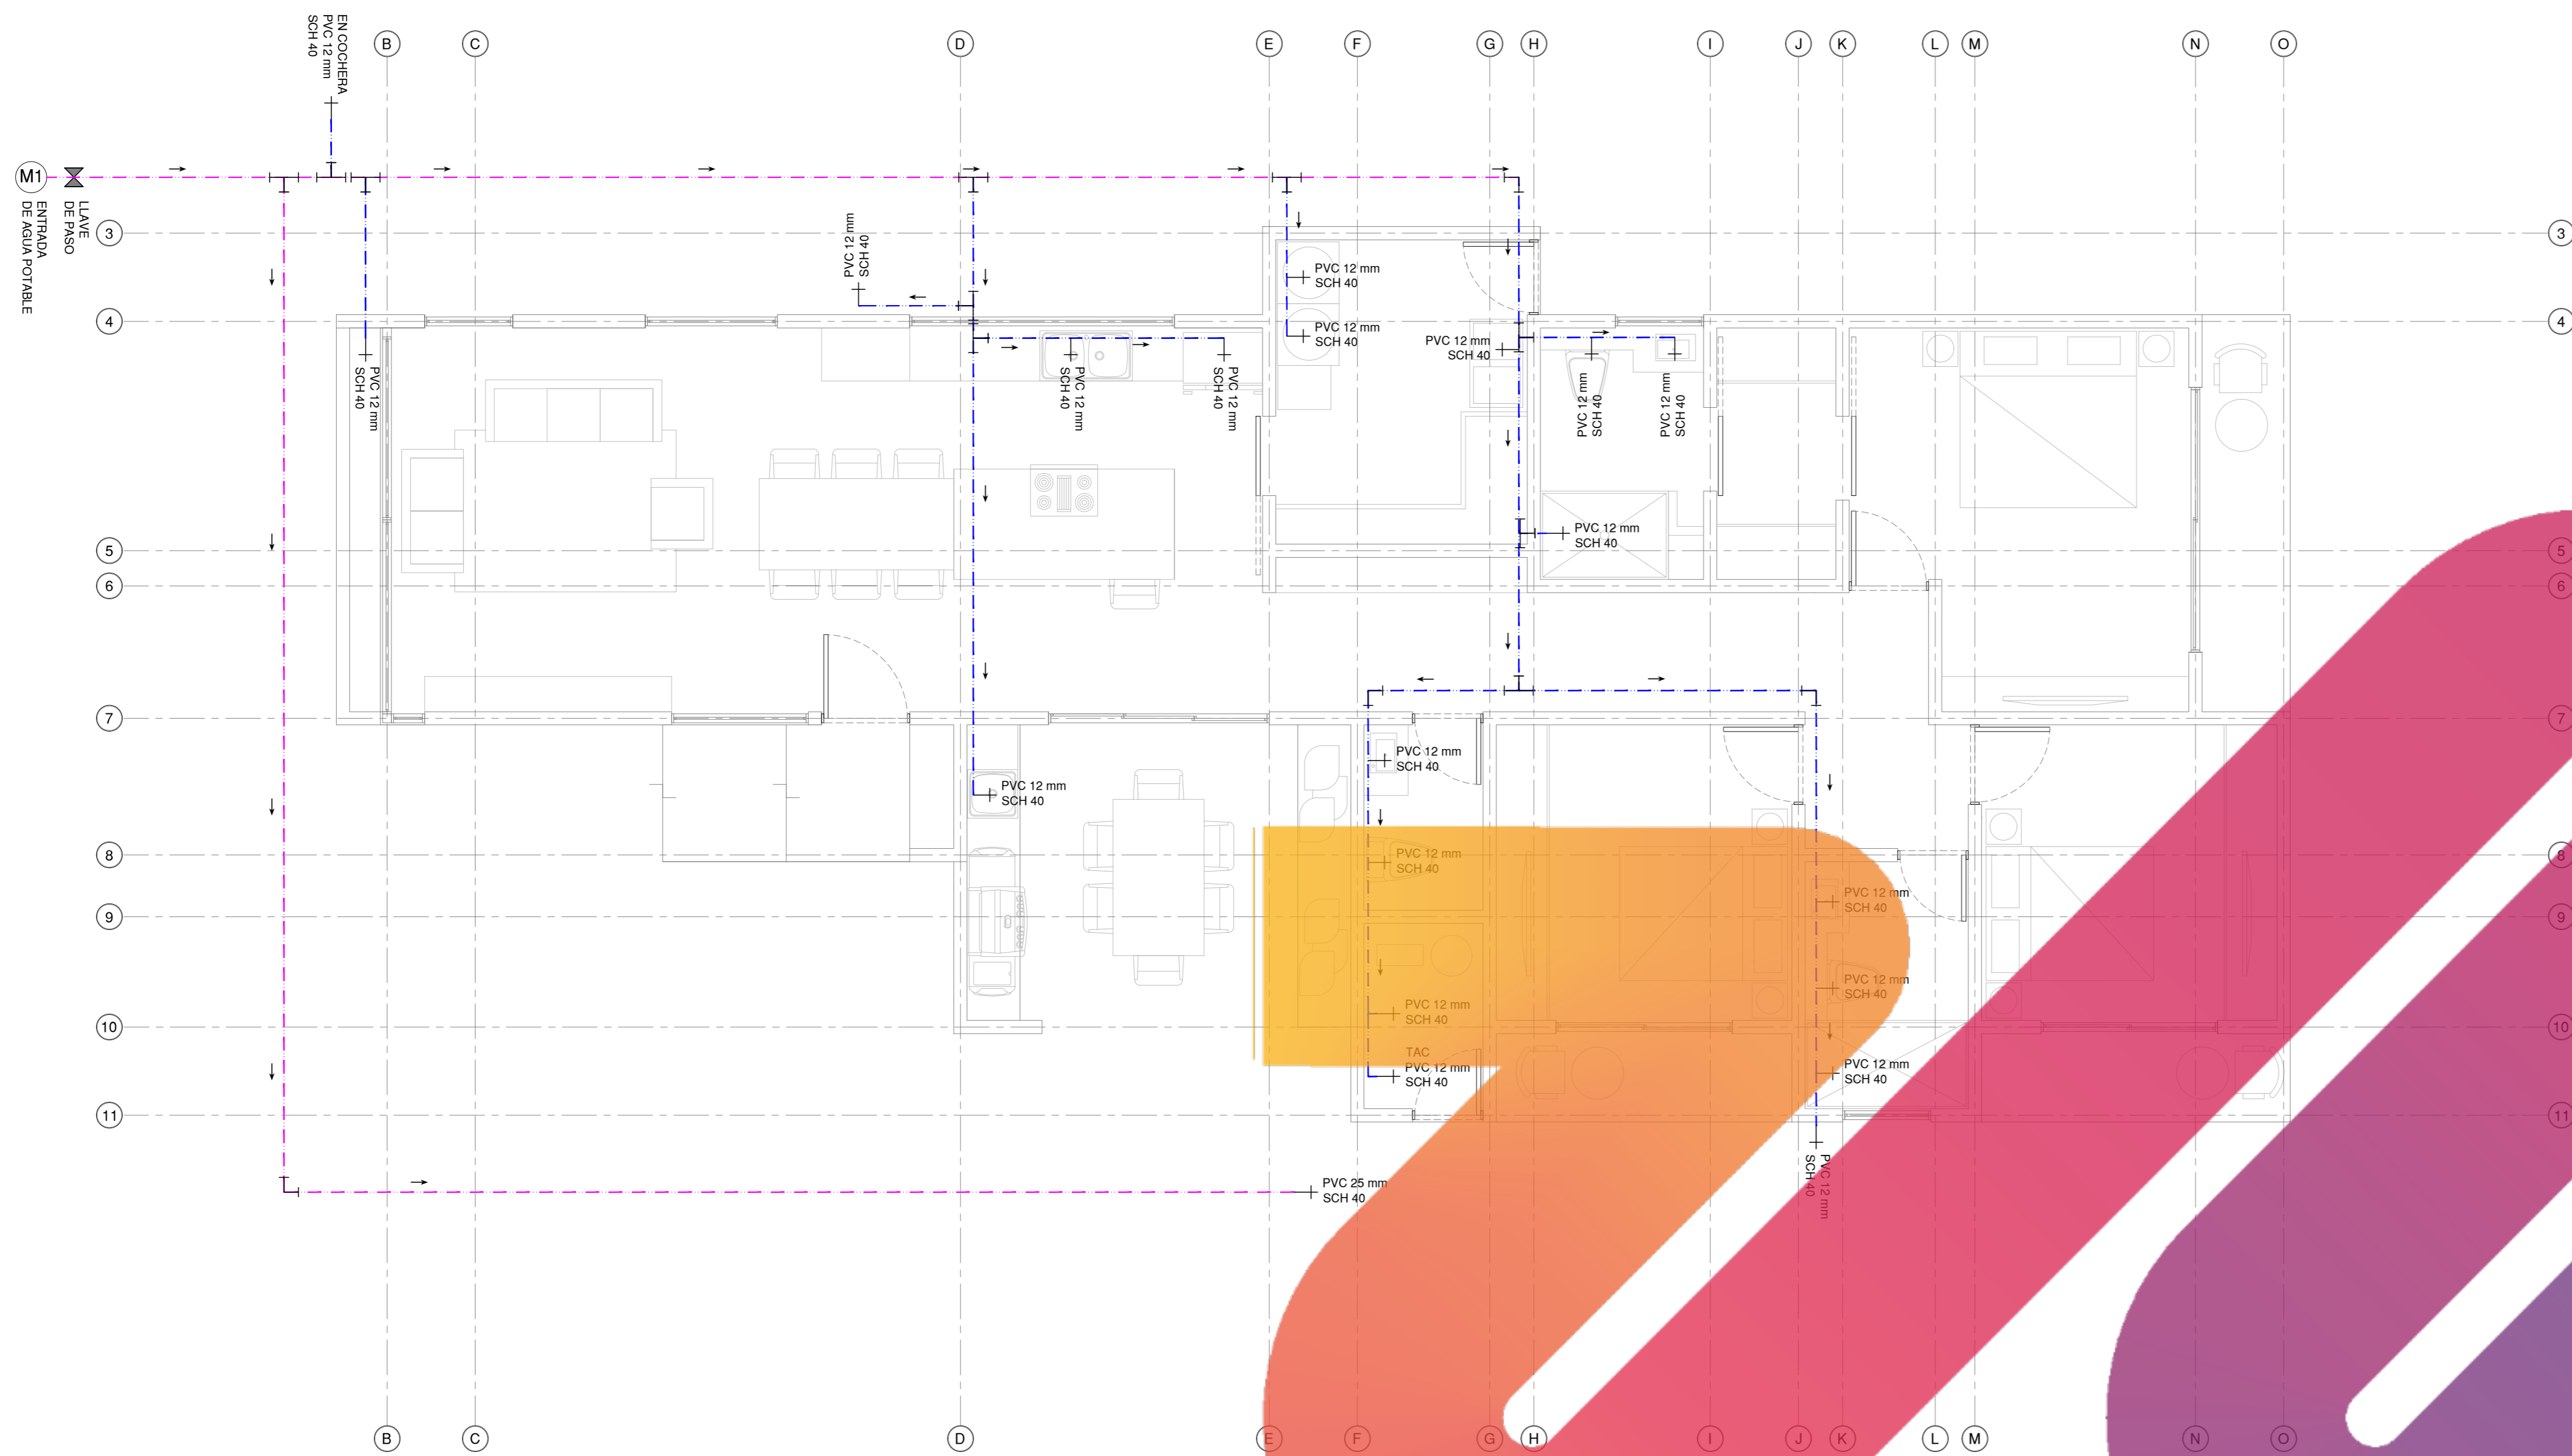 EN COCHERA
PVC 12 mm
SCH 40
B
C
D
E
F
G
H
I
J
K
L
M
N
O
M1
ENTRADA
DE AGUA POTABLE
LLAVE
DE PASO
3
3
PVC 12 mm
SCH 40
PVC 12 mm
SCH 40
4
4
PVC 12 mm
SCH 40
PVC 12 mm
SCH 40
PVC 12 mm
SCH 40
PVC 12 mm
SCH 40
PVC 12 mm
SCH 40
PVC 12 mm
SCH 40
PVC 12 mm
SCH 40
PVC 12 mm
SCH 40
5
5
6
6
7
7
PVC 12 mm
SCH 40
PVC 12 mm
SCH 40
8
PVC 12 mm
SCH 40
8
PVC 12 mm
SCH 40
9
9
PVC 12 mm
SCH 40
PVC 12 mm
SCH 40
10
10
TAC
PVC 12 mm
SCH 40
PVC 12 mm
SCH 40
11
11
PVC 12 mm
SCH 40
PVC 25 mm
SCH 40
B
C
D
E
F
G
H
I
J
K
L
M
N
O